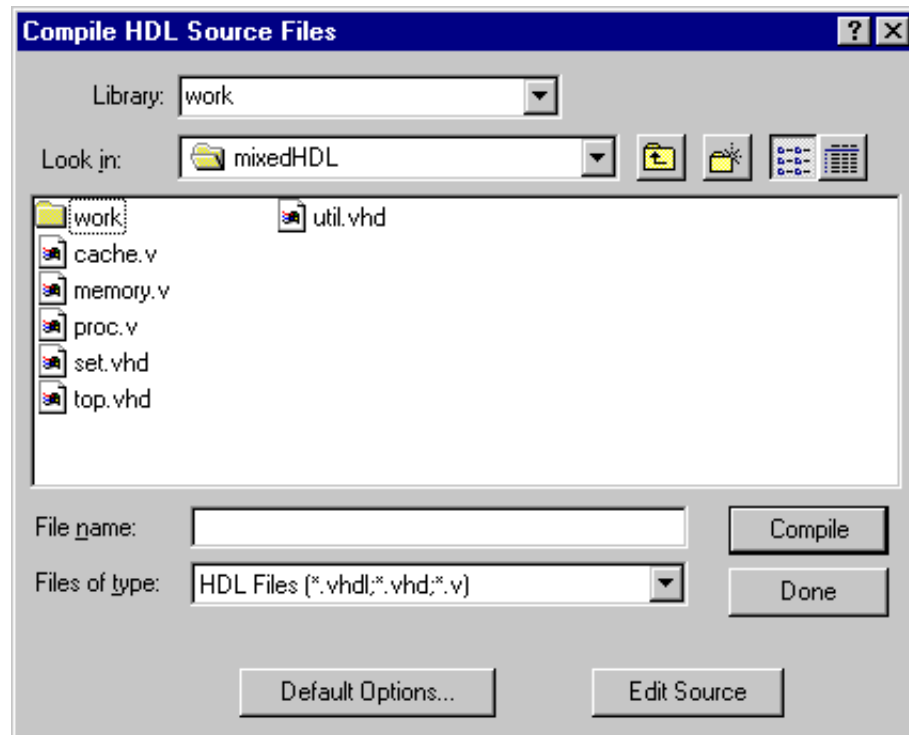 Compile HDL Source Files
Library: work
Look in: mixedHDL
work util.vhd
cache.v
memory.v
proc.v
set.vhd
top.vhd
File name: Compile
Files of type: HDL Files (*.vhdl;*.vhd;*.v) Done
Default Options... Edit Source